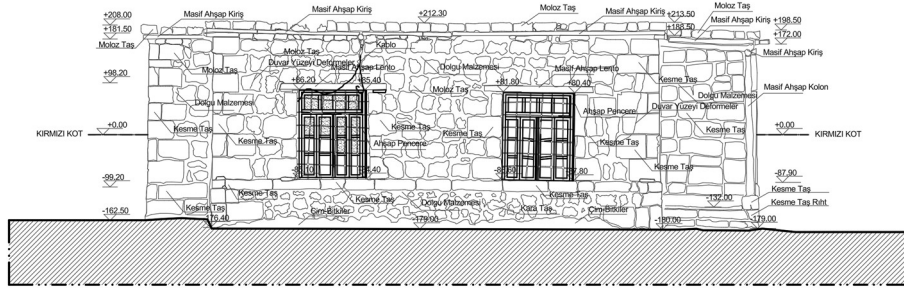 +208.00
Masif Ahşap Kiriş
Masif Ahşap Kiriş
+212.30
Moloz Taş
Masif Ahşap Kiriş
+213.50
Moloz Taş
Masif Ahşap Kiriş
+198.50
+181.50
+188.50
+172.00
Moloz Taş
Moloz Taş
Kablo
Masif Ahşap Kiriş
Duvar Yüzeyi Deformeler
Masif Ahşap Lento
Dolgu Malzemesi
Masif Ahşap Lento
+98.20
Moloz Taş
Kesme Taş
+86.20
+85.40
Moloz Taş
+81.80
+80.40
Masif Ahşap Kolon
Dolgu Malzemesi
Dolgu Malzemesi
Ahşap Pencere
Duvar Yüzeyi Deformeler
KIRMIZI KOT
+0.00
Kesme Taş
Kesme Taş
Kesme Taş
Kesme Taş
Kesme Taş
Kesme Taş
+0.00
KIRMIZI KOT
Ahşap Pencere
Kesme Taş
Kesme Taş
-99.20
-87.90
Kesme Taş
Kesme Taş
Kesme Taş
Kesme Taş
Dolgu Malzemesi
-132.00
Kesme Taş Rıht
-162.50
Kesme Taş
Çim-Bitkiler
Kara Taş
Çim-Bitkiler
-176.40
-179.00
-180.00
-179.00